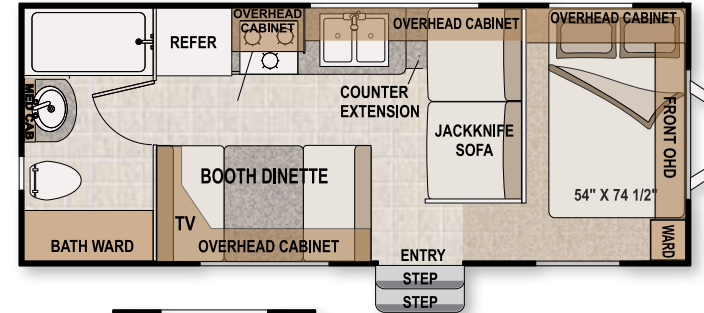 OVERHEAD
CABINET
REFER
OVERHEAD CABINET
OVERHEAD CABINET
MED CAB
COUNTER
EXTENSION
FRONT OHD
JACKKNIFE
SOFA
BOOTH DINETTE
54" X 74 1/2"
TV
BATH WARD
OVERHEAD CABINET
WARD
ENTRY
STEP
STEP